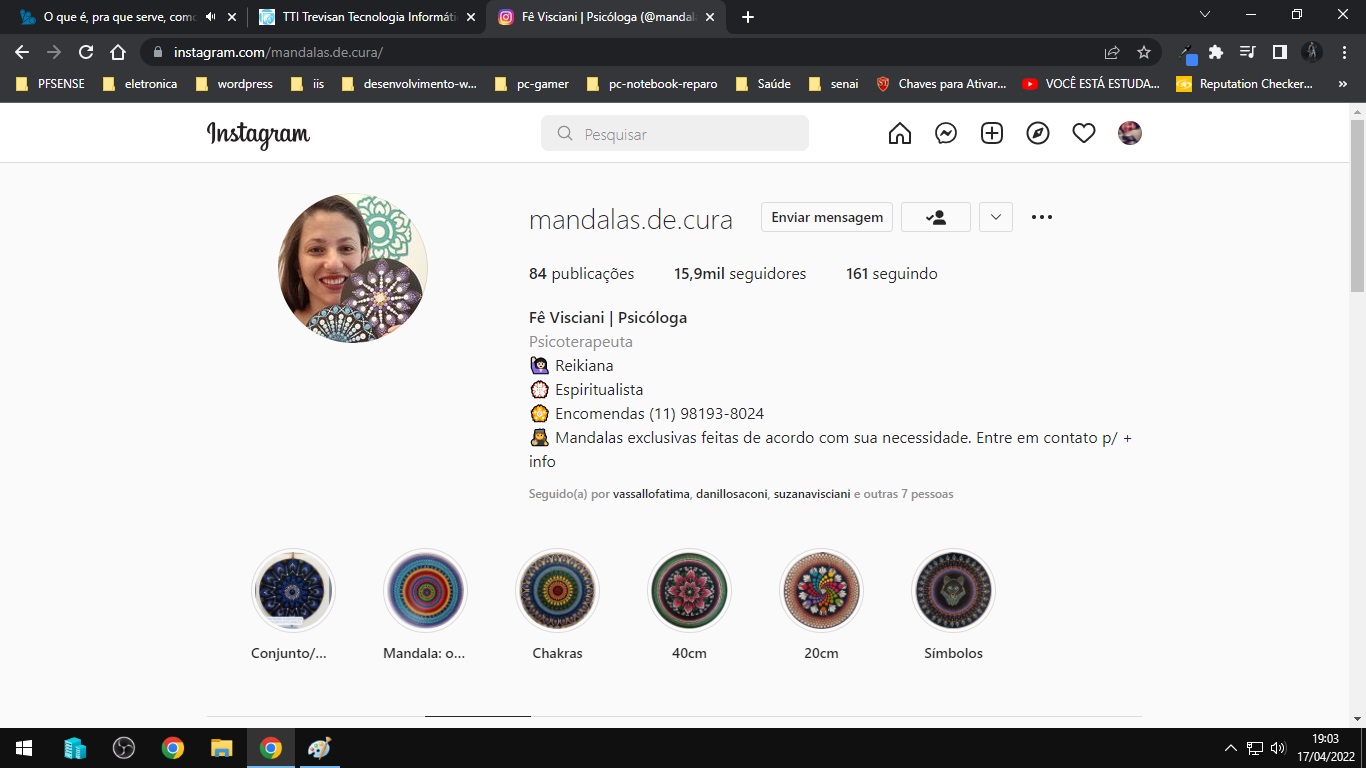 O que é, pra que serve, como
TTI Trevisan Tecnologia Informáti
Fê Visciani | Psicóloga (@mandala
instagram.com/mandalas.de.cura/
PFSENSE
eletronica
wordpress
iis
desenvolvimento-w...
pc-gamer
pc-notebook-reparo
Saúde
senai
Chaves para Ativar...
VOCÊ ESTÁ ESTUDA...
Reputation Checker...
»
Instagram
Pesquisar
mandalas.de.cura
Enviar mensagem
84 publicações
15,9mil seguidores
161 seguindo
Fê Visciani | Psicóloga
Psicoterapeuta
🙋🏻‍♀️ Reikiana
💮 Espiritualista
🏵️ Encomendas (11) 98193-8024
👩‍🎤 Mandalas exclusivas feitas de acordo com sua necessidade. Entre em contato p/ +
info
Seguido(a) por vassallofatima, danillosaconi, suzanavisciani e outras 7 pessoas
Conjunto/...
Mandala: o...
Chakras
40cm
20cm
Símbolos
19:03
17/04/2022